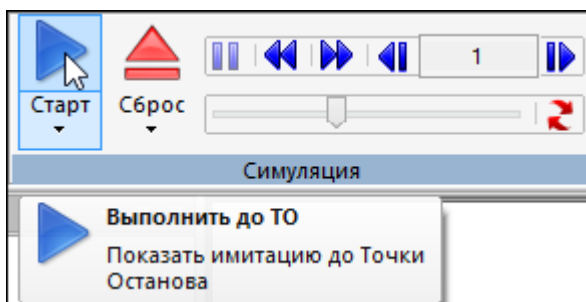 1
Старт
Сброс
Симуляция
Выполнить до ТО
Показать имитацию до Точки
Останова